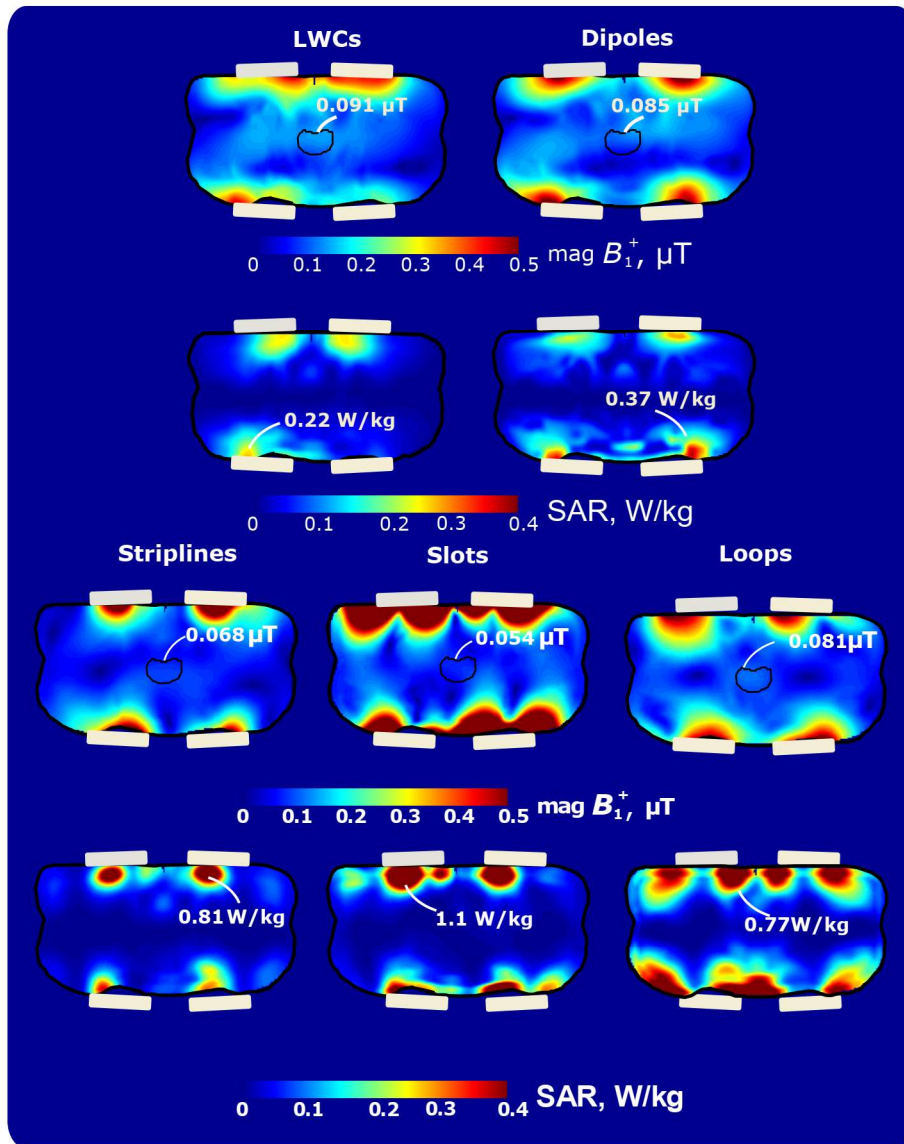 LWCs Dipoles
0.091 µT 0.085 µT
0 0.1 0.2 0.3 0.4 0.5 mag B₁⁺, µT
0.22 W/kg 0.37 W/kg
0 0.1 0.2 0.3 0.4 SAR, W/kg
Striplines Slots Loops
0.068 µT 0.054 µT 0.081µT
0 0.1 0.2 0.3 0.4 0.5 mag B₁⁺, µT
0.81 W/kg 1.1 W/kg 0.77W/kg
0 0.1 0.2 0.3 0.4 SAR, W/kg